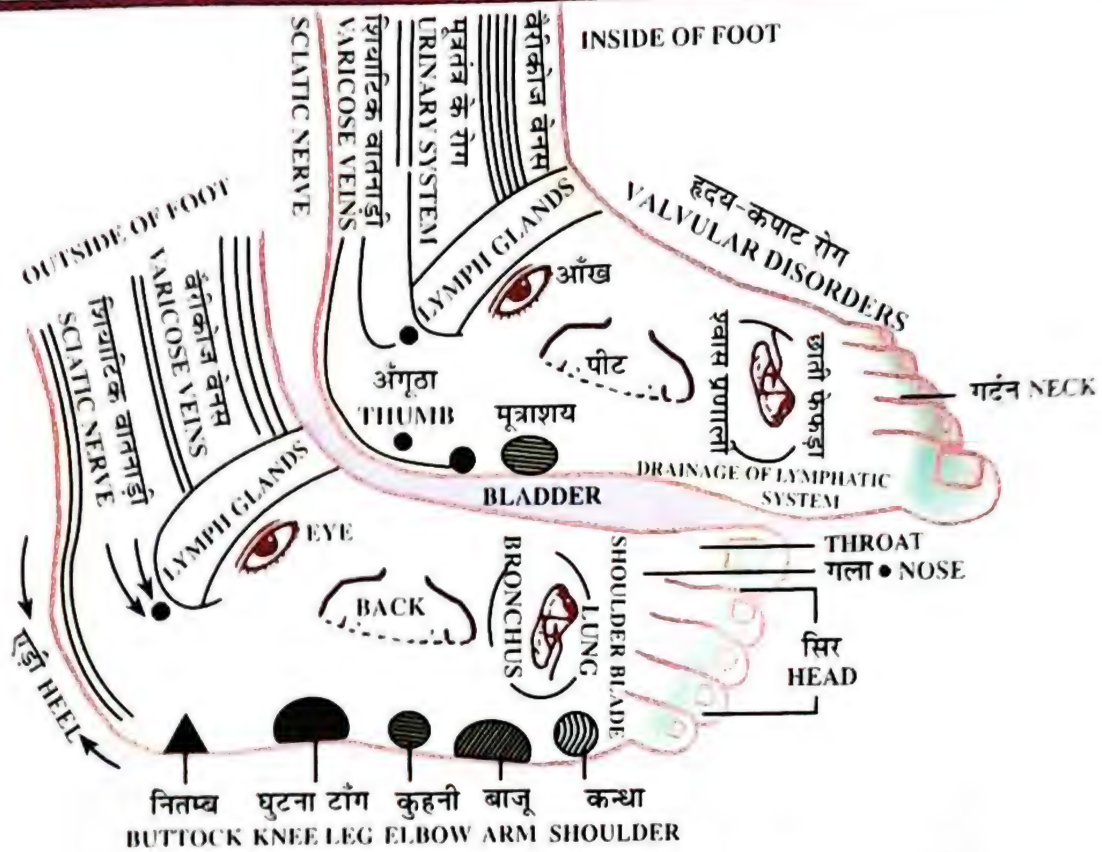 INSIDE OF FOOT
SCIATIC NERVE
शियाटिक वातनाड़ी
VARICOSE VEINS
URINARY SYSTEM
मूत्रतंत्र के रोग
वॅरीकोज वेनस
हृदय-कपाट रोग
VALVULAR DISORDERS
LYMPH GLANDS
आँख
पीट
श्वास प्रणाली
छाती फेफड़ा
गर्दन NECK
अँगूठा
THUMB
मूत्राशय
BLADDER
DRAINAGE OF LYMPHATIC
SYSTEM
OUTSIDE OF FOOT
वॅरीकोज वेनस
VARICOSE VEINS
शियाटिक वातनाड़ी
SCIATIC NERVE
LYMPH GLANDS
EYE
BACK
BRONCHUS
LUNG
SHOULDER BLADE
THROAT
गला • NOSE
सिर
HEAD
एड़ी HEEL
नितम्ब घुटना टाँग कुहनी बाजू कन्धा
BUTTOCK KNEE LEG ELBOW ARM SHOULDER